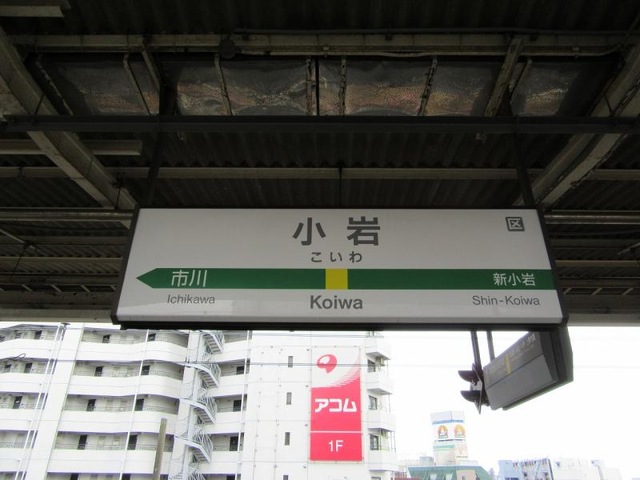 小岩
区
こいわ
市川
新小岩
Ichikawa
Koiwa
Shin-Koiwa
アコム
1F